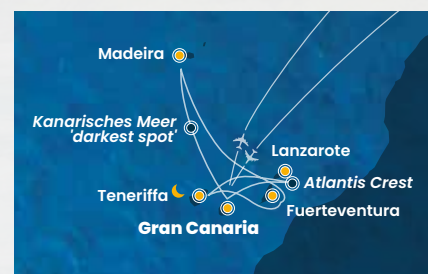 Madeira
Kanarisches Meer
'darkest spot'
Lanzarote
Atlantis Crest
Teneriffa
Fuerteventura
Gran Canaria